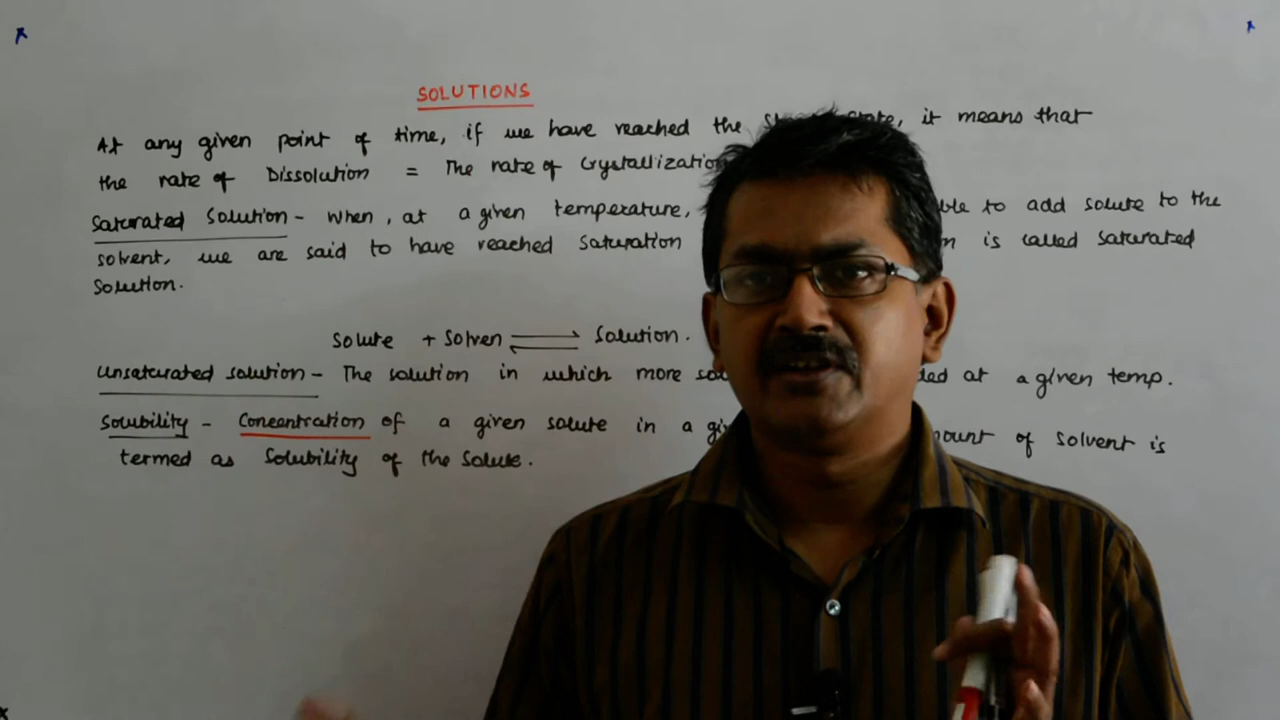 SOLUTIONS
At any given point of time, if we have reached the State, it means that
the rate of Dissolution = The rate of Crystallization
Saturated Solution - When, at a given temperature, to add solute to the
solvent, we are said to have reached Saturation is called Saturated
Solution.
Solute + Solven ⇌ Solution.
Unsaturated solution - The solution in which more at a given temp.
Solubility - Concentration of a given solute in a of solvent is
termed as Solubility of the Solute.